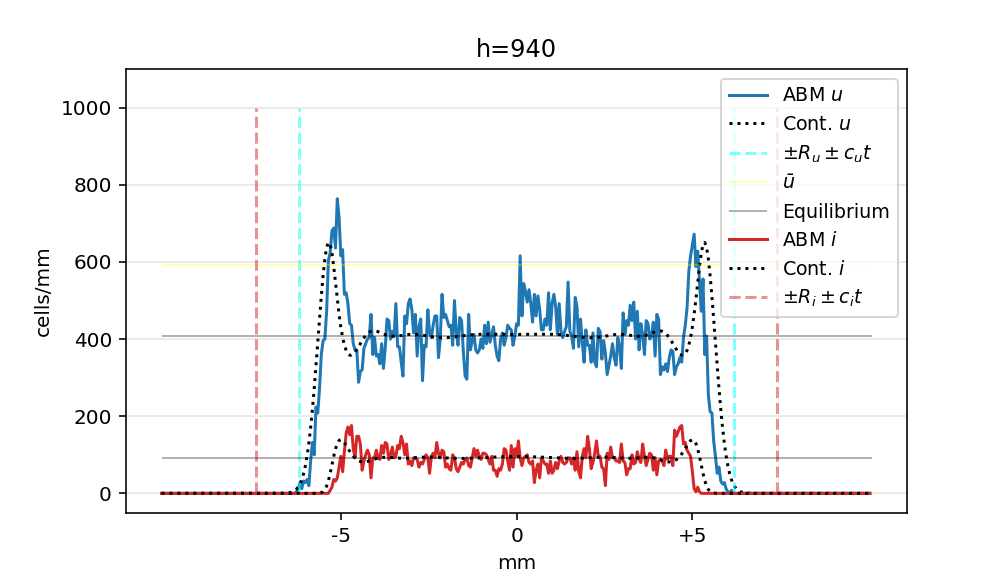 h=940
1000
800
600
400
200
0
cells/mm
-5
0
+5
mm
ABM u
Cont. u
±R_u ± c_u t
ū
Equilibrium
ABM i
Cont. i
±R_i ± c_i t